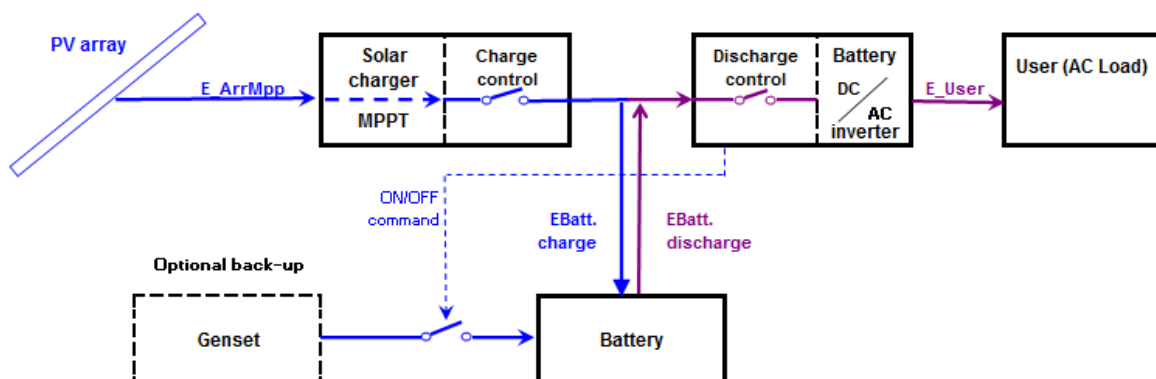 PV array
E_ArrMpp
Solar
charger
MPPT
Charge
control
Discharge
control
Battery
DC
AC
inverter
E_User
User (AC Load)
ON/OFF
command
EBatt.
charge
EBatt.
discharge
Optional back-up
Genset
Battery